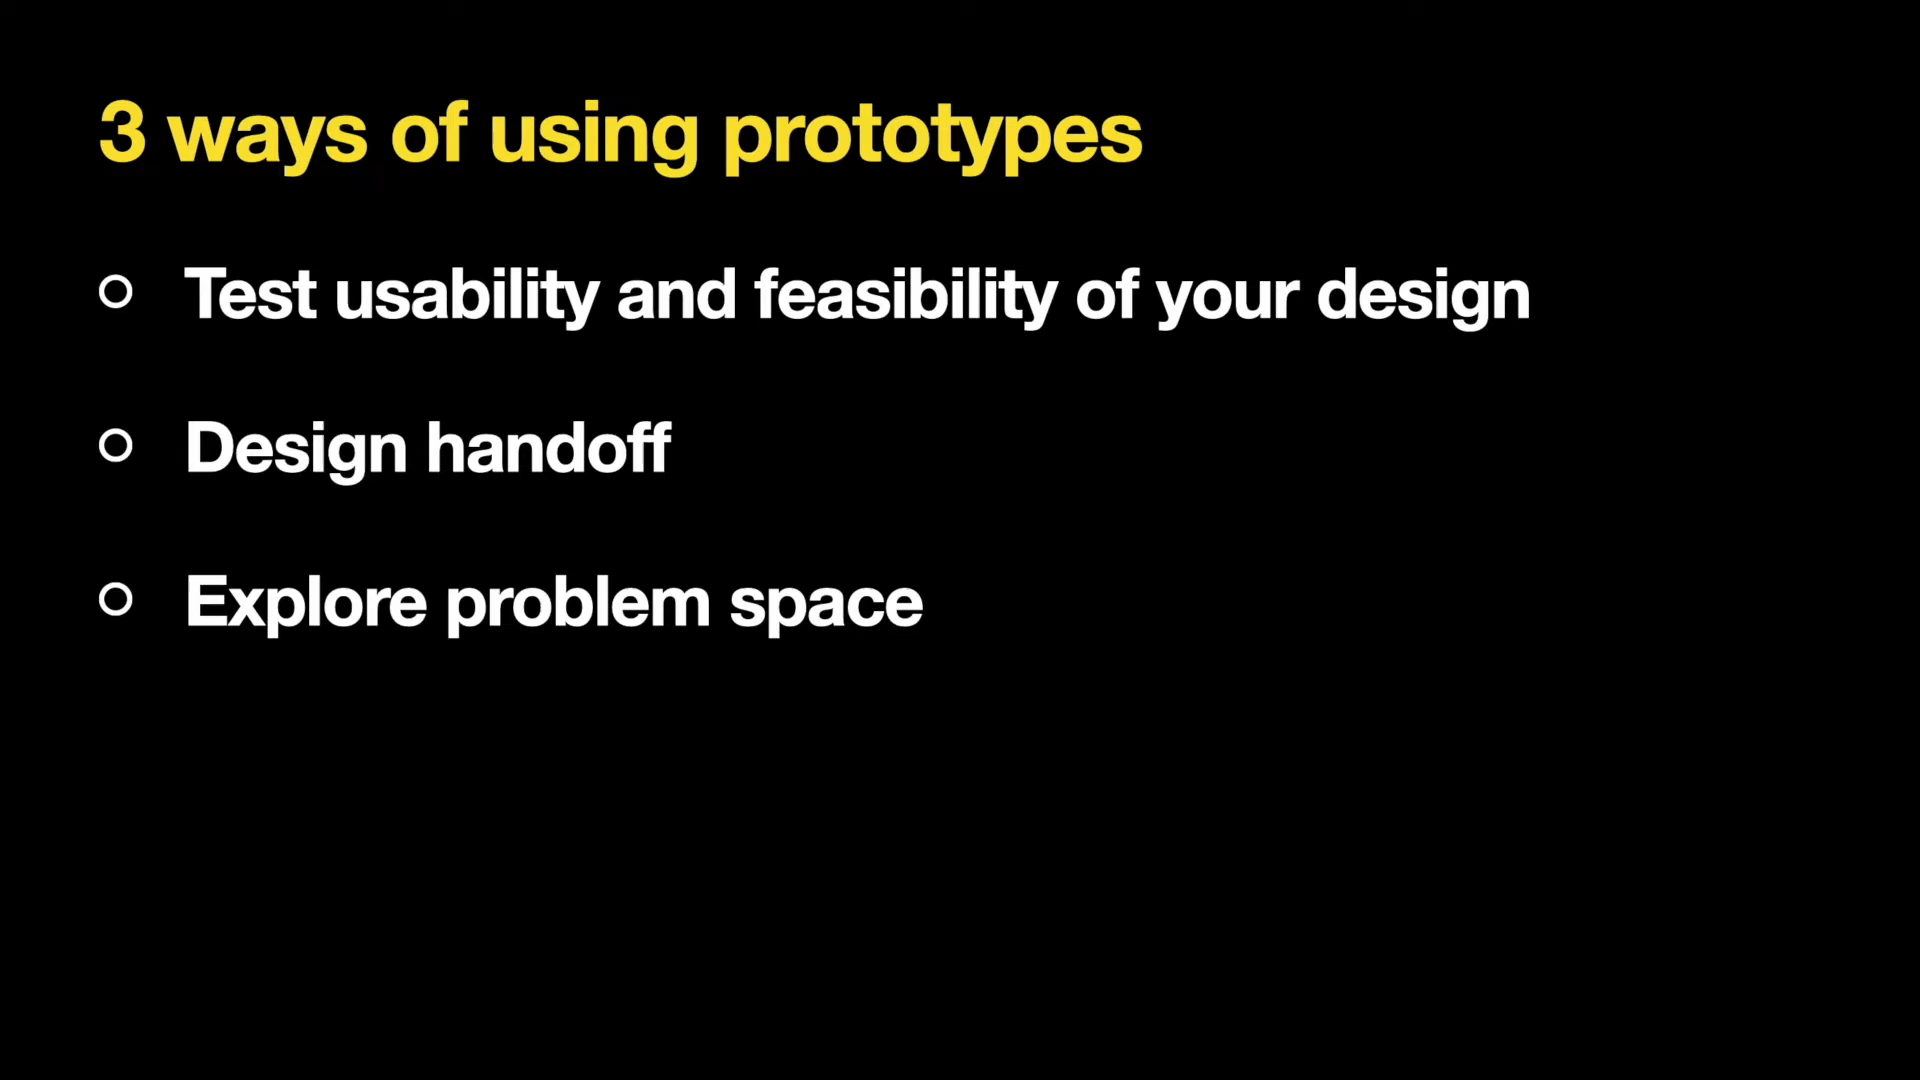 3 ways of using prototypes
Test usability and feasibility of your design
Design handoff
Explore problem space